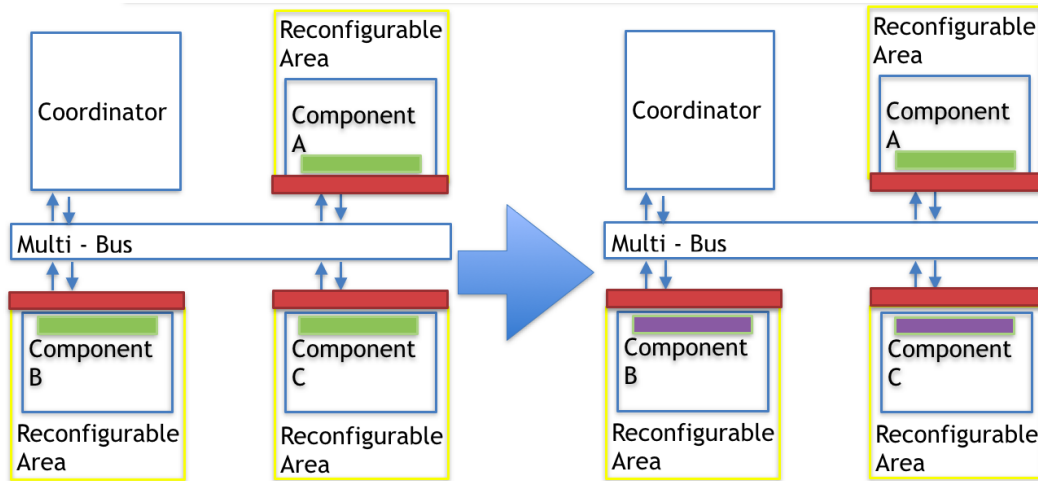 Reconfigurable
Area
Coordinator
Component
A
Multi - Bus
Component
B
Reconfigurable
Area
Component
C
Reconfigurable
Area
Reconfigurable
Area
Coordinator
Component
A
Multi - Bus
Component
B
Reconfigurable
Area
Component
C
Reconfigurable
Area